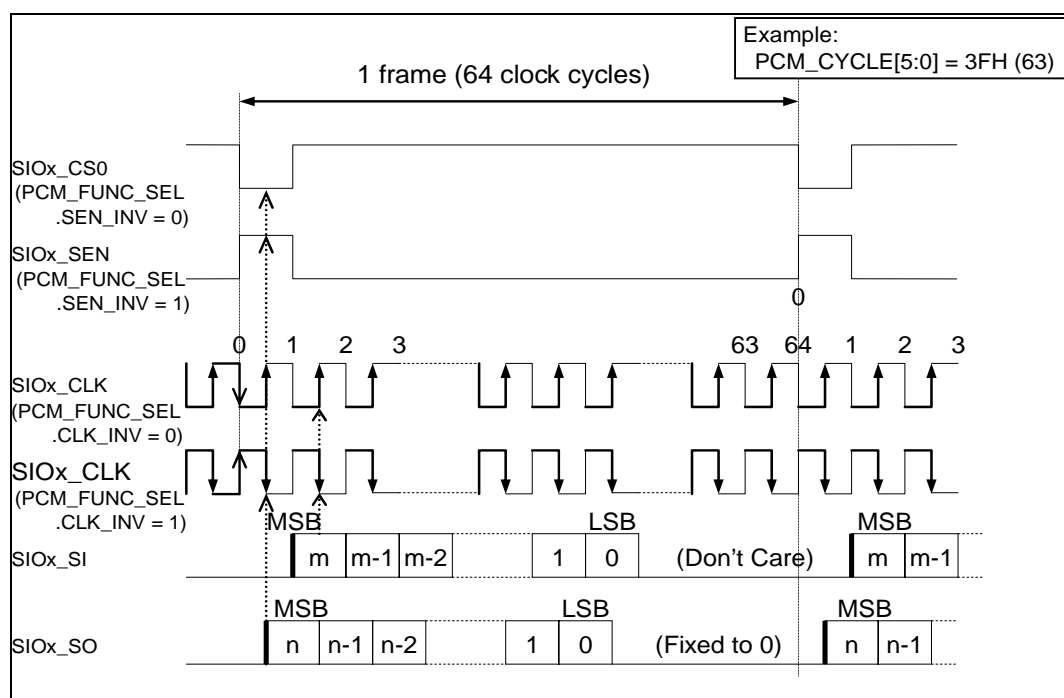 Example:
PCM_CYCLE[5:0] = 3FH (63)
1 frame (64 clock cycles)
SIOx_CS0
(PCM_FUNC_SEL
.SEN_INV = 0)
SIOx_SEN
(PCM_FUNC_SEL
.SEN_INV = 1)
0
0 1 2 3 63 64 1 2 3
SIOx_CLK
(PCM_FUNC_SEL
.CLK_INV = 0)
SIOx_CLK
(PCM_FUNC_SEL
.CLK_INV = 1)
MSB LSB MSB
SIOx_SI m m-1 m-2 1 0 (Don't Care) m m-1
MSB LSB MSB
SIOx_SO n n-1 n-2 1 0 (Fixed to 0) n n-1